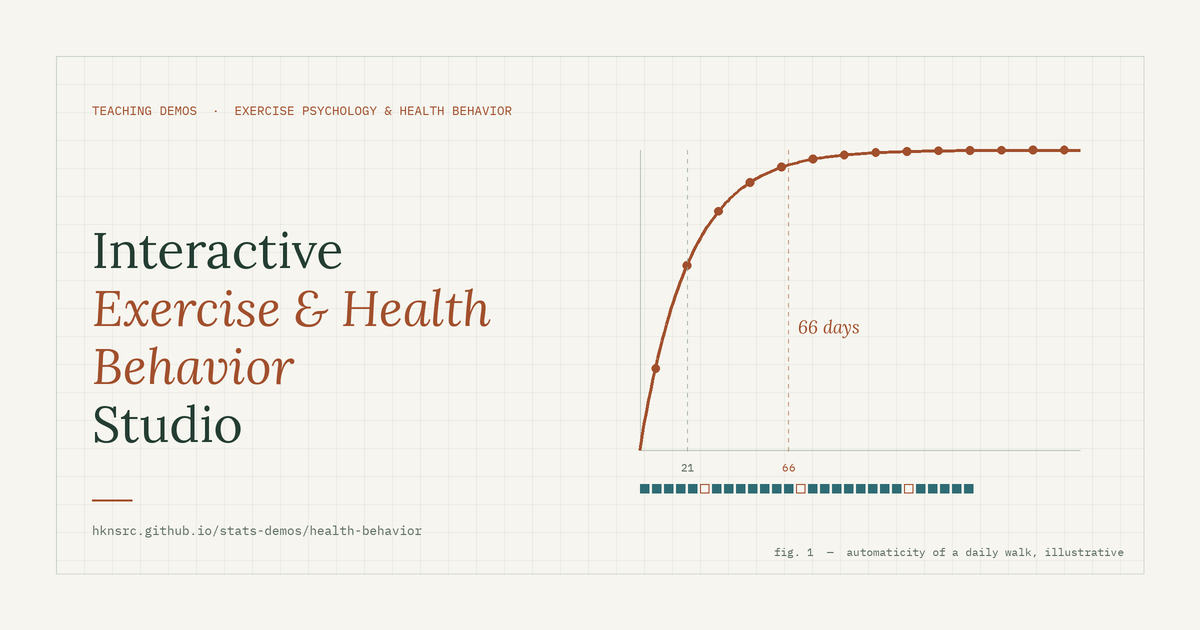 TEACHING DEMOS · EXERCISE PSYCHOLOGY & HEALTH BEHAVIOR
Interactive
Exercise & Health
Behavior
Studio
hknsrc.github.io/stats-demos/health-behavior
66 days
21
66
fig. 1 — automaticity of a daily walk, illustrative